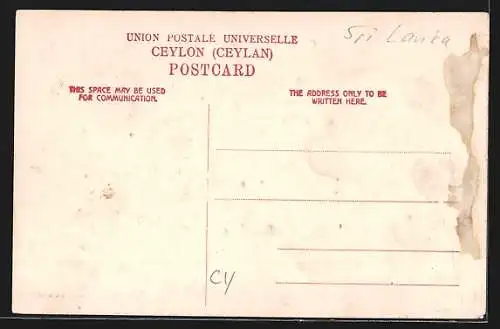 UNION POSTALE UNIVERSELLE
Sri Lanka
CEYLON (CEYLAN)
POSTCARD
THIS SPACE MAY BE USED
FOR COMMUNICATION.
THE ADDRESS ONLY TO BE
WRITTEN HERE.
CY